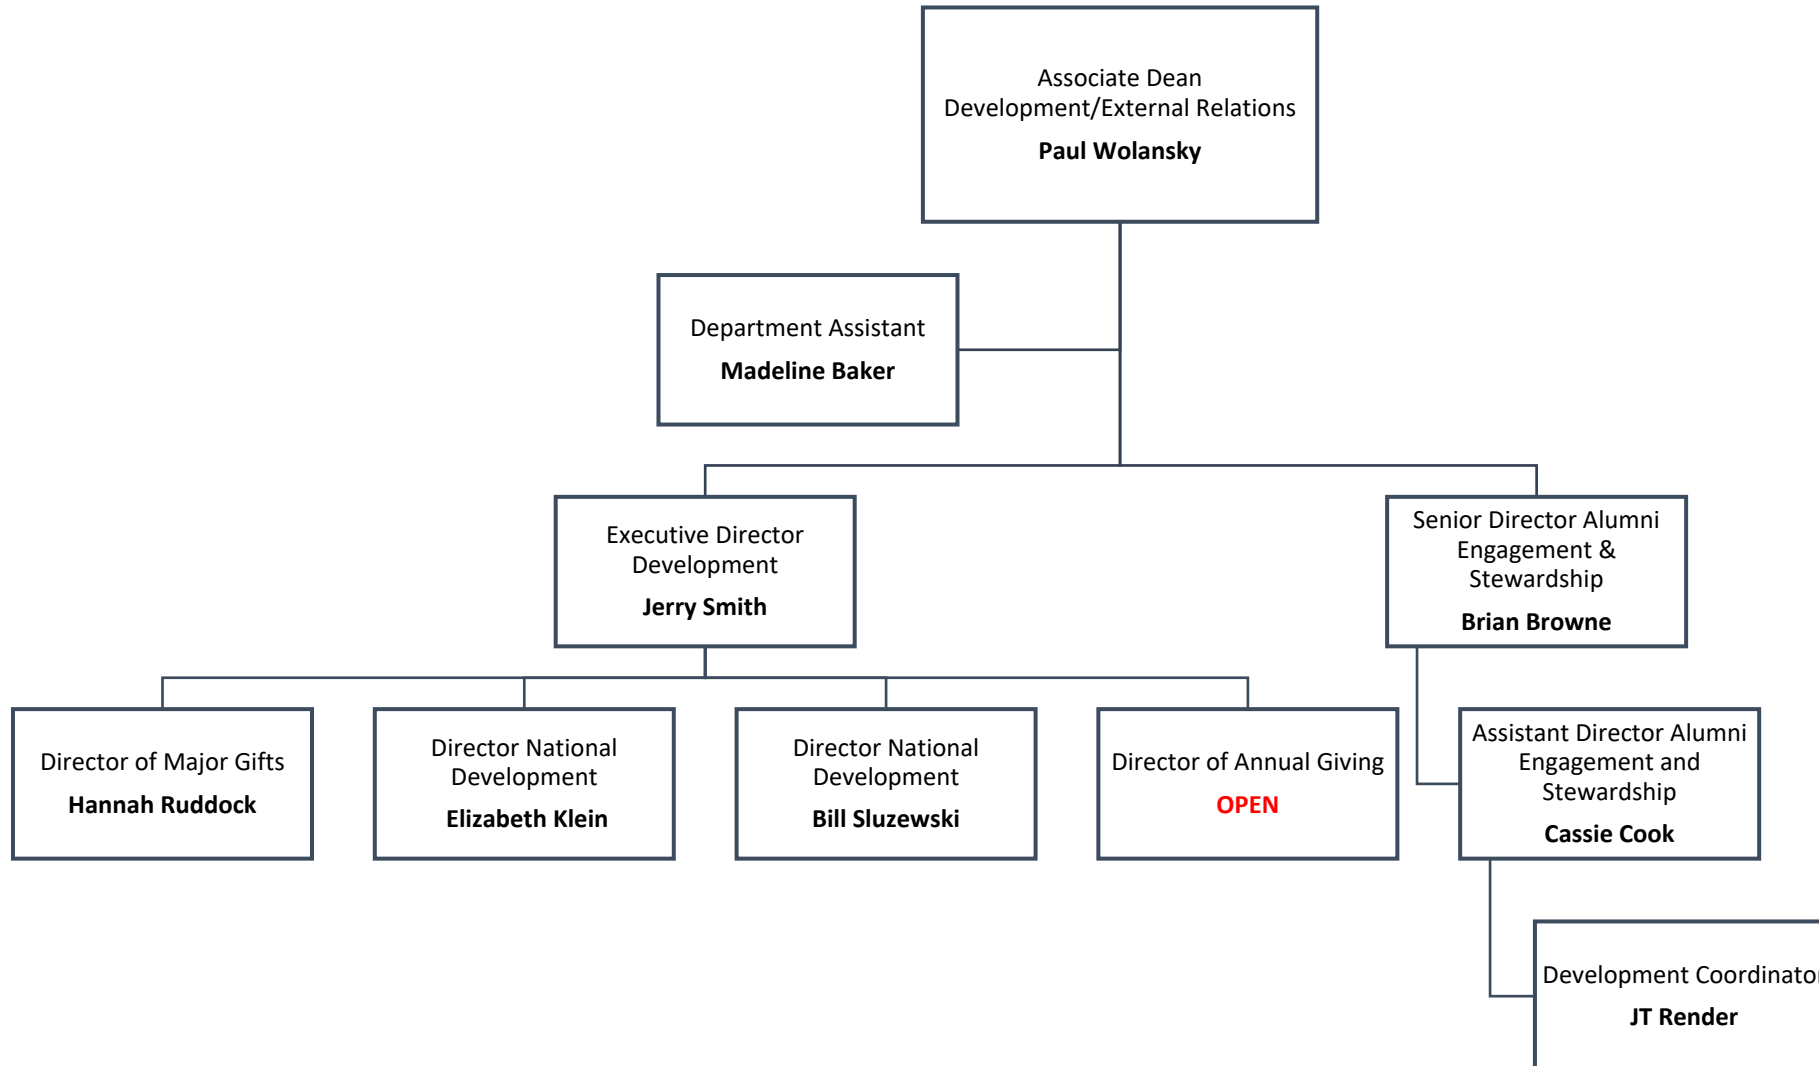 Associate Dean
Development/External Relations
Paul Wolansky
Department Assistant
Madeline Baker
Executive Director
Development
Jerry Smith
Senior Director Alumni
Engagement &
Stewardship
Brian Browne
Director of Major Gifts
Hannah Ruddock
Director National
Development
Elizabeth Klein
Director National
Development
Bill Sluzewski
Director of Annual Giving
OPEN
Assistant Director Alumni
Engagement and
Stewardship
Cassie Cook
Development Coordinator
JT Render